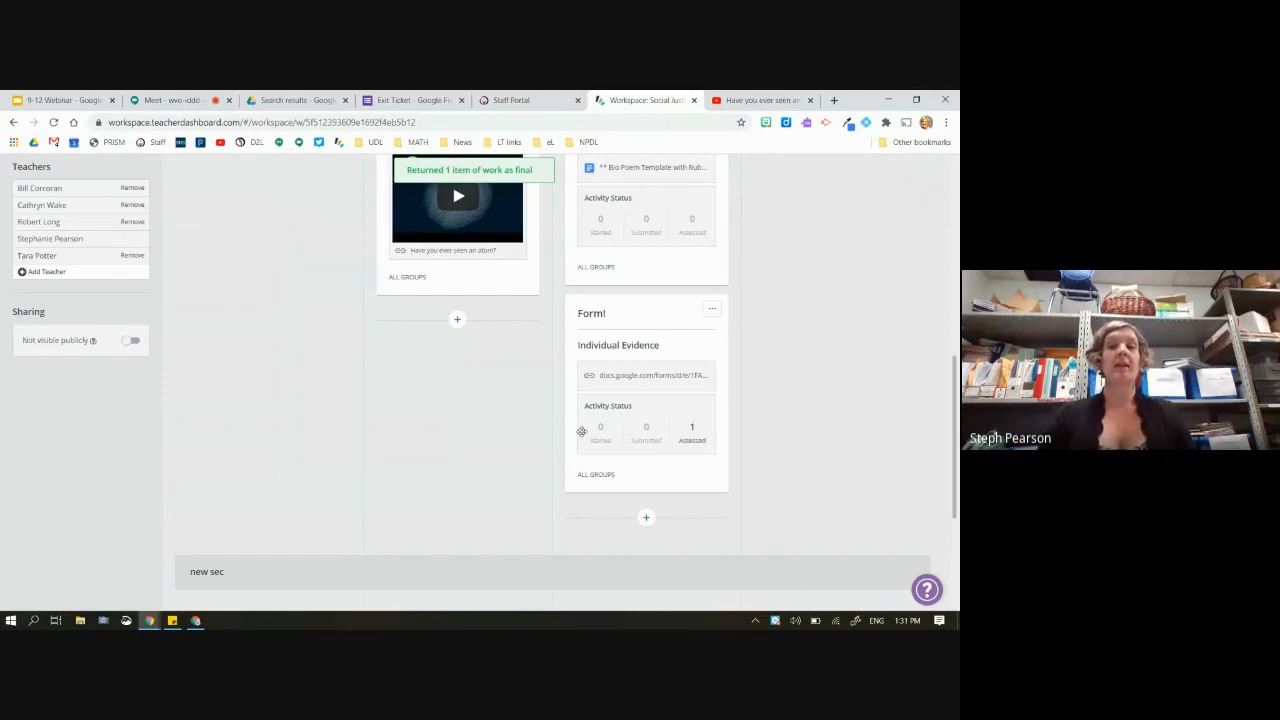 9-12 Webinar - Google
Meet - wvo-iddd
Search results - Googl
Exit Ticket - Google Fo
Staff Portal
Workspace: Social Just
Have you ever seen an
workspace.teacherdashboard.com/#/workspace/w/5f512393609e1692f4eb5b12
PRISM
Staff
D2L
UDL
MATH
News
LT links
eL
NPDL
Other bookmarks
Teachers
Bill Corcoran Remove
Cathryn Wake Remove
Robert Long Remove
Stephanie Pearson
Tara Potter Remove
Add Teacher
Sharing
Not visible publicly
Returned 1 item of work as final
Have you ever seen an atom?
ALL GROUPS
** Bio Poem Template with Rub...
Activity Status
0 0 0
Started Submitted Assessed
ALL GROUPS
Form!
Individual Evidence
docs.google.com/forms/d/e/1FA...
Activity Status
0 0 1
Started Submitted Assessed
ALL GROUPS
new sec
ENG 1:31 PM
Steph Pearson